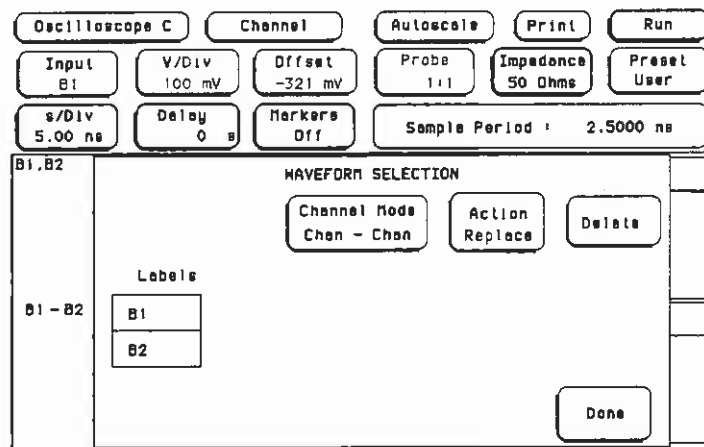 Oscilloscope C Channel Autoscale Print Run
Input V/Div Offset Probe Impedance Preset
B1 100 mV -321 mV 1:1 50 Ohms User
s/Div Delay Markers Sample Period : 2.5000 ns
5.00 ns 0 s Off
B1,B2
WAVEFORM SELECTION
Channel Mode Action Delete
Chan - Chan Replace
Labels
B1-B2 B1
B2
Done